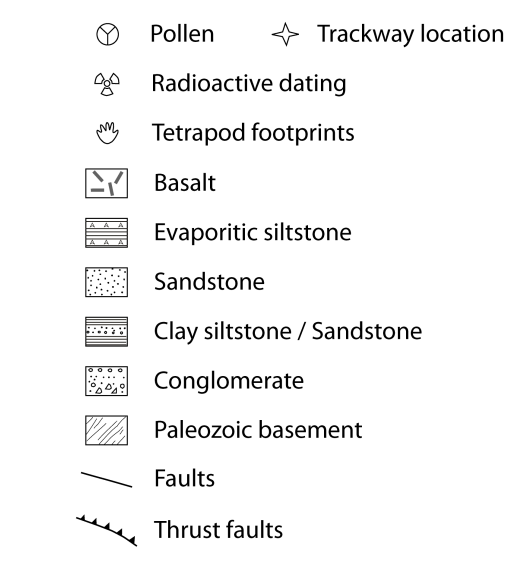 Pollen Trackway location
Radioactive dating
Tetrapod footprints
Basalt
Evaporitic siltstone
Sandstone
Clay siltstone / Sandstone
Conglomerate
Paleozoic basement
Faults
Thrust faults